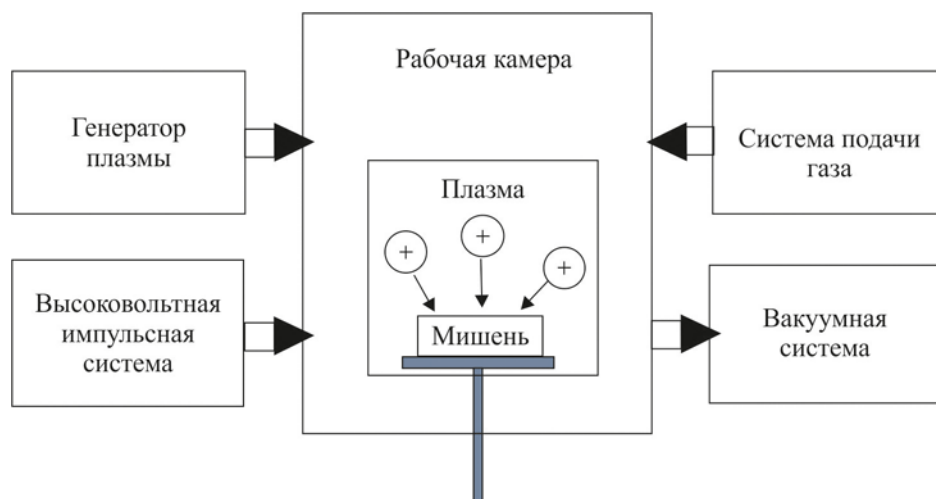 Рабочая камера
Генератор
плазмы
Система подачи
газа
Плазма
+
+
+
Высоковольтная
импульсная
система
Мишень
Вакуумная
система